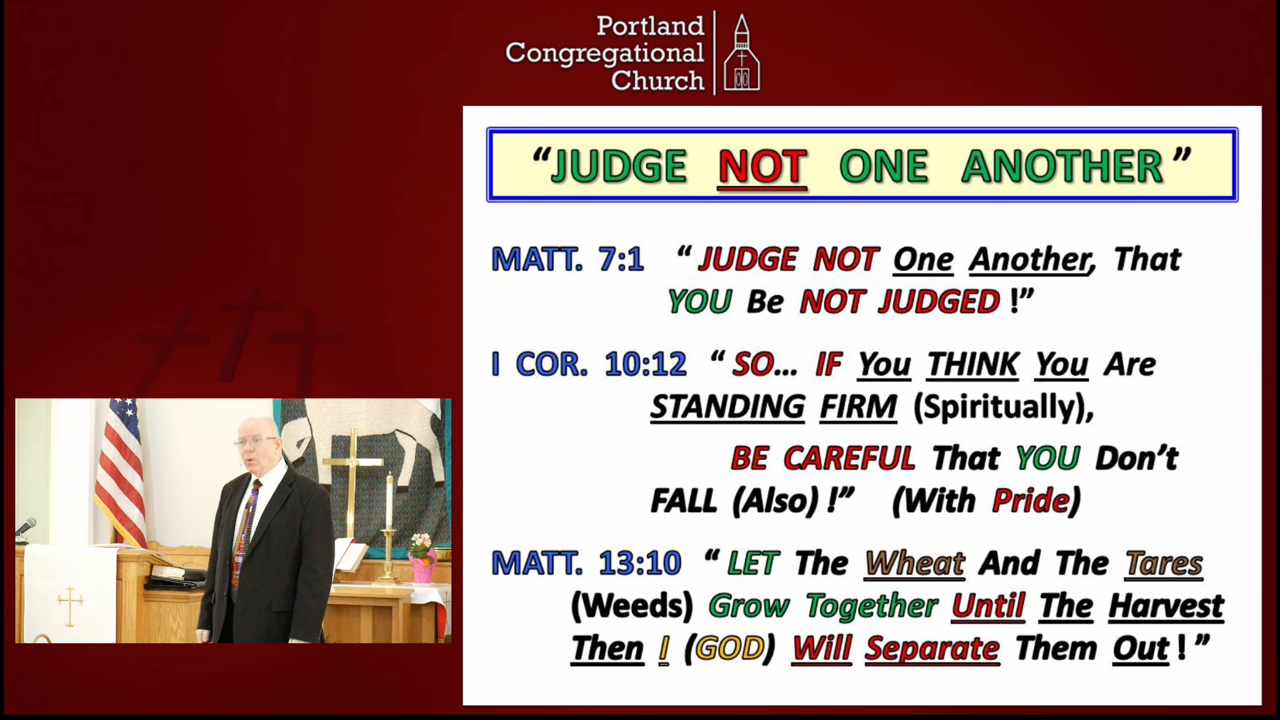 Portland
Congregational
Church
“JUDGE NOT ONE ANOTHER”
MATT. 7:1 “JUDGE NOT One Another, That
YOU Be NOT JUDGED!”
I COR. 10:12 “SO... IF You THINK You Are
STANDING FIRM (Spiritually),
BE CAREFUL That YOU Don’t
FALL (Also)!” (With Pride)
MATT. 13:10 “LET The Wheat And The Tares
(Weeds) Grow Together Until The Harvest
Then I (GOD) Will Separate Them Out!”